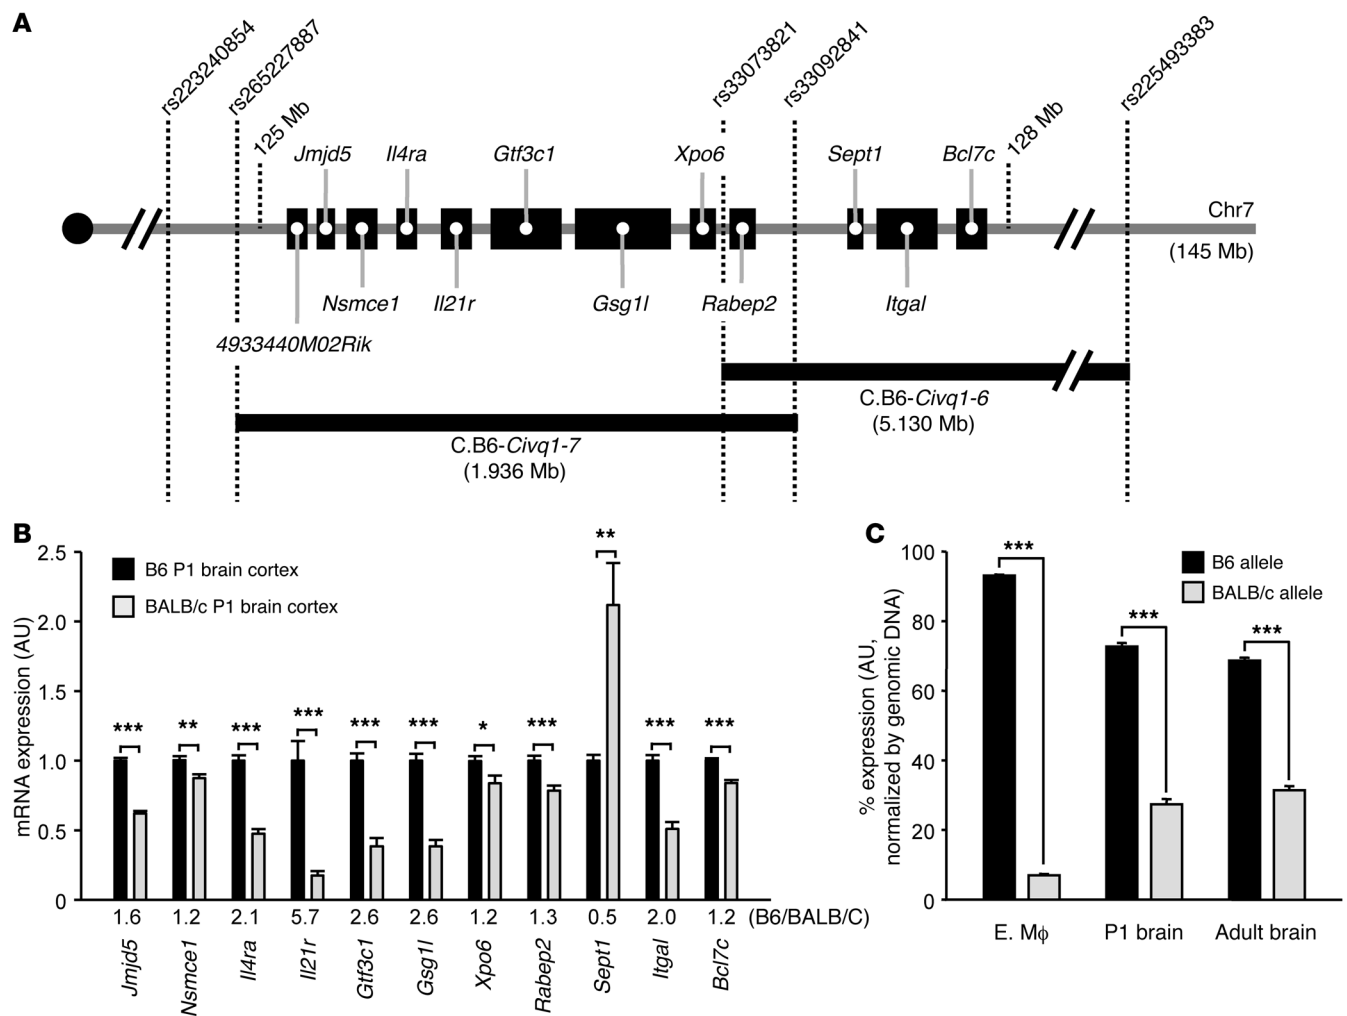 A
rs223240854
rs265227887
125 Mb
rs33073821
rs33092841
128 Mb
rs225493383
Jmjd5
Il4ra
Gtf3c1
Xpo6
Sept1
Bcl7c
Chr7
(145 Mb)
Nsmce1
Il21r
Gsg1l
Rabep2
Itgal
4933440M02Rik
C.B6-Civq1-6
(5.130 Mb)
C.B6-Civq1-7
(1.936 Mb)
B
B6 P1 brain cortex
BALB/c P1 brain cortex
mRNA expression (AU)
2.5
2.0
1.5
1.0
0.5
0
*** ** *** *** *** *** * *** ** *** ***
1.6 1.2 2.1 5.7 2.6 2.6 1.2 1.3 0.5 2.0 1.2 (B6/BALB/C)
Jmjd5 Nsmce1 Il4ra Il21r Gtf3c1 Gsg1l Xpo6 Rabep2 Sept1 Itgal Bcl7c
C
B6 allele
BALB/c allele
% expression (AU,
normalized by genomic DNA)
100
80
60
40
20
0
*** *** ***
E. Mϕ P1 brain Adult brain